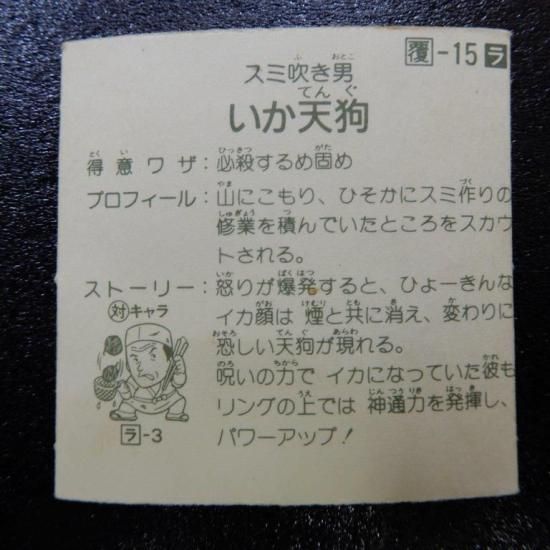 覆-15ラ
スミ吹き男
いか天狗
得意ワザ：必殺するめ固め
プロフィール：山にこもり、ひそかにスミ作りの
修業を積んでいたところをスカウ
トされる。
ストーリー：怒りが爆発すると、ひょーきんな
イカ顔は煙と共に消え、変わりに
恐しい天狗が現れる。
呪いの力でイカになっていた彼も
リングの上では神通力を発揮し、
パワーアップ！
対キャラ
ラ-3